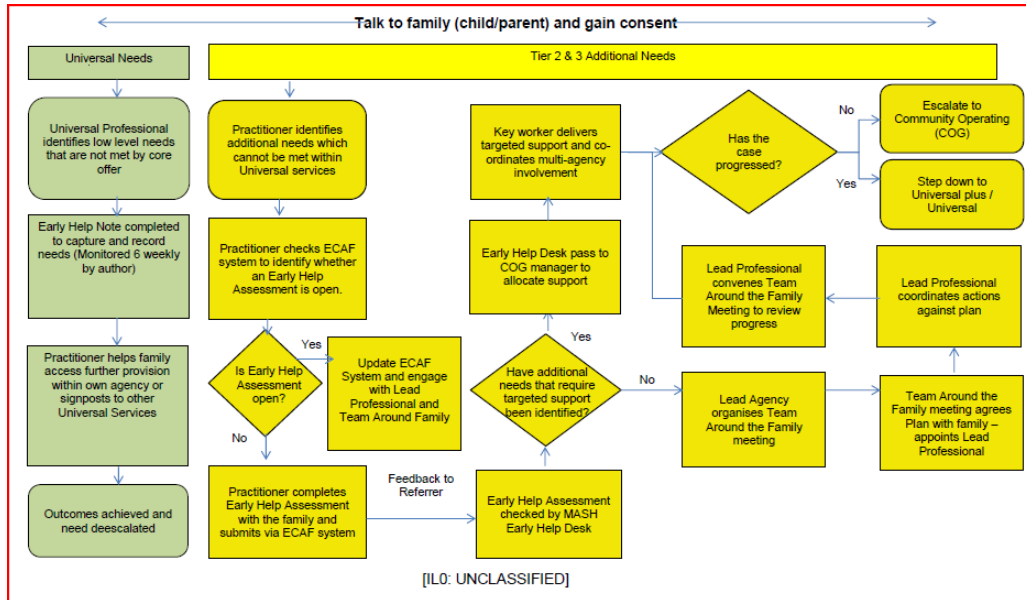 Talk to family (child/parent) and gain consent
Universal Needs
Tier 2 & 3 Additional Needs
Universal Professional
identifies low level needs
that are not met by core
offer
Early Help Note completed
to capture and record
needs (Monitored 6 weekly
by author)
Practitioner helps family
access further provision
within own agency or
signposts to other
Universal Services
Outcomes achieved and
need deescalated
Practitioner identifies
additional needs which
cannot be met within
Universal services
Practitioner checks ECAF
system to identify whether
an Early Help
Assessment is open.
Is Early Help
Assessment
open?
Yes
Update ECAF
System and engage
with Lead
Professional and
Team Around Family
No
Practitioner completes
Early Help Assessment
with the family and
submits via ECAF system
Feedback to
Referrer
Early Help Assessment
checked by MASH
Early Help Desk
Have additional
needs that require
targeted support
been identified?
Yes
Early Help Desk pass to
COG manager to
allocate support
Key worker delivers
targeted support and co-
ordinates multi-agency
involvement
No
Lead Agency
organises Team
Around the Family
meeting
Team Around the
Family meeting agrees
Plan with family –
appoints Lead
Professional
Lead Professional
coordinates actions
against plan
Lead Professional
convenes Team
Around the Family
Meeting to review
progress
Has the
case
progressed?
No
Escalate to
Community Operating
(COG)
Yes
Step down to
Universal plus /
Universal
[IL0: UNCLASSIFIED]